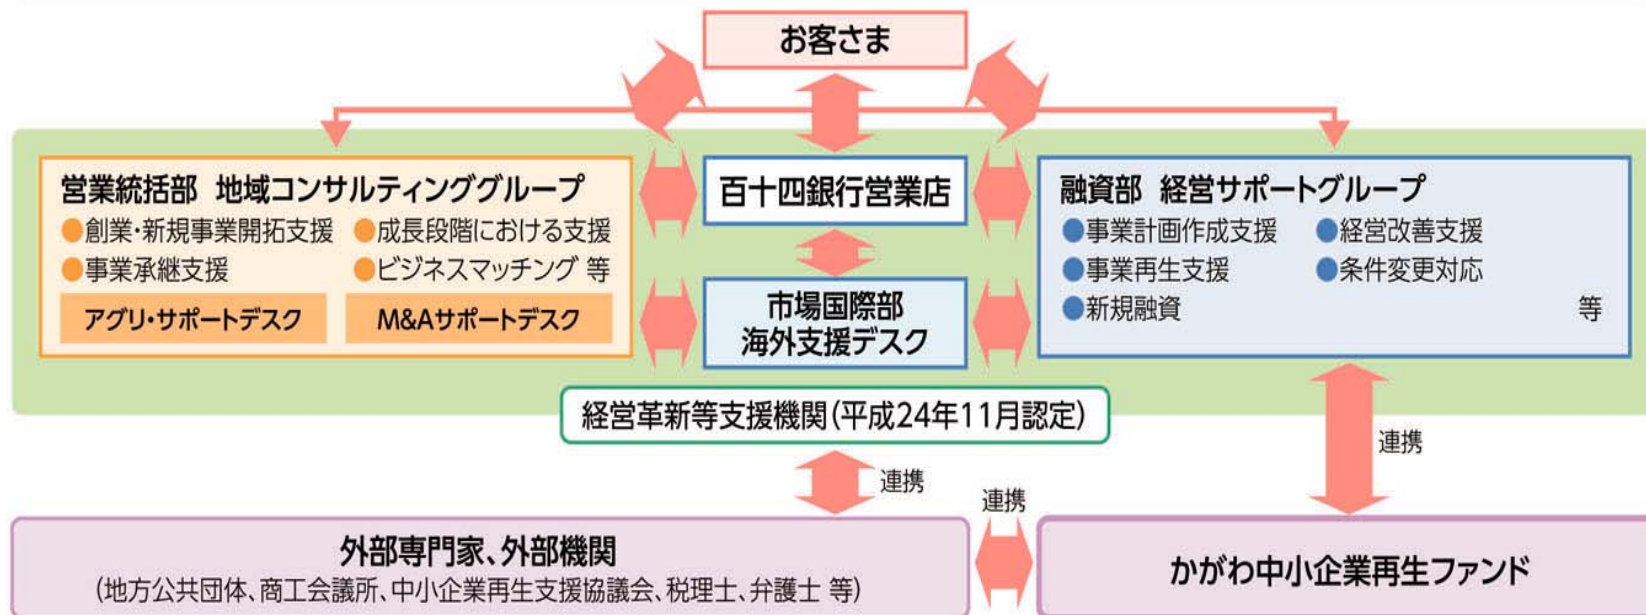 お客さま
営業統括部 地域コンサルティンググループ
●創業・新規事業開拓支援 ●成長段階における支援
●事業承継支援 ●ビジネスマッチング 等
アグリ・サポートデスク
M&Aサポートデスク
百十四銀行営業店
市場国際部
海外支援デスク
融資部 経営サポートグループ
●事業計画作成支援 ●経営改善支援
●事業再生支援 ●条件変更対応
●新規融資 等
経営革新等支援機関(平成24年11月認定)
連携
連携
連携
外部専門家、外部機関
(地方公共団体、商工会議所、中小企業再生支援協議会、税理士、弁護士 等)
かがわ中小企業再生ファンド